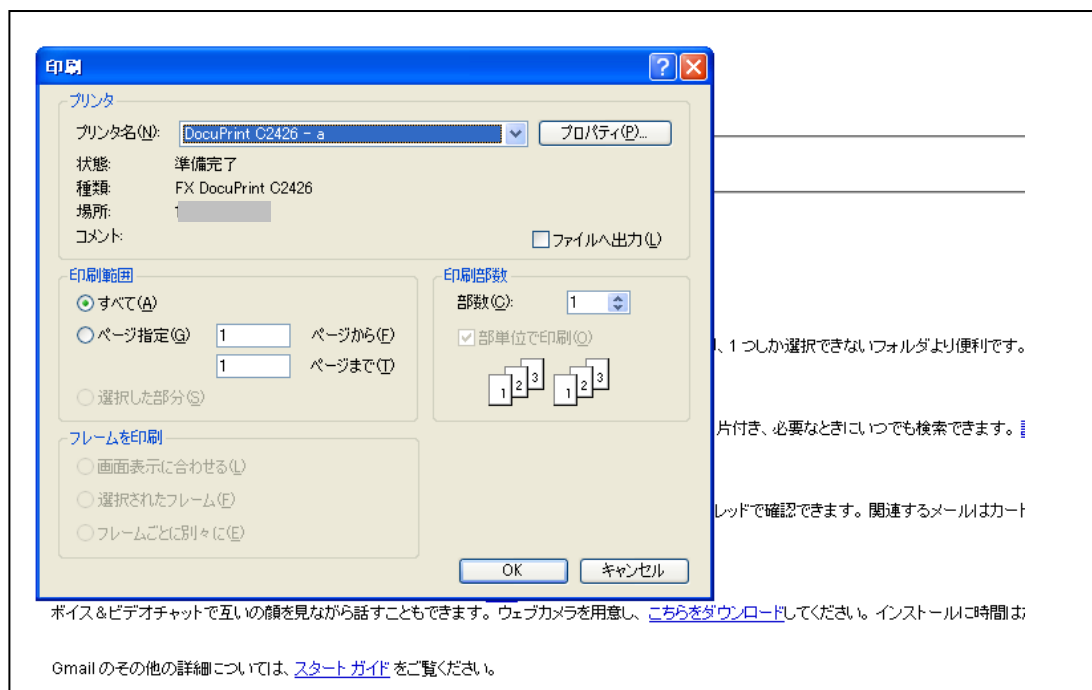 印刷
プリンタ
プリンタ名(N): DocuPrint C2426 - a プロパティ(P)...
状態: 準備完了
種類: FX DocuPrint C2426
場所:
コメント: ファイルへ出力(L)
印刷範囲
すべて(A)
ページ指定(G) 1 ページから(F)
1 ページまで(T)
選択した部分(S)
印刷部数
部数(C): 1
部単位で印刷(O)
1 2 3 1 2 3
フレームを印刷
画面表示に合わせる(L)
選択されたフレーム(F)
フレームごとに別々に(E)
OK キャンセル
、1 つしか選択できないフォルダより便利です。
片付き、必要なときにいつでも検索できます。
レッドで確認できます。関連するメールはカート
ボイス&ビデオチャットで互いの顔を見ながら話すこともできます。ウェブカメラを用意し、こちらをダウンロードしてください。インストールに時間は
Gmail のその他の詳細については、スタート ガイド をご覧ください。